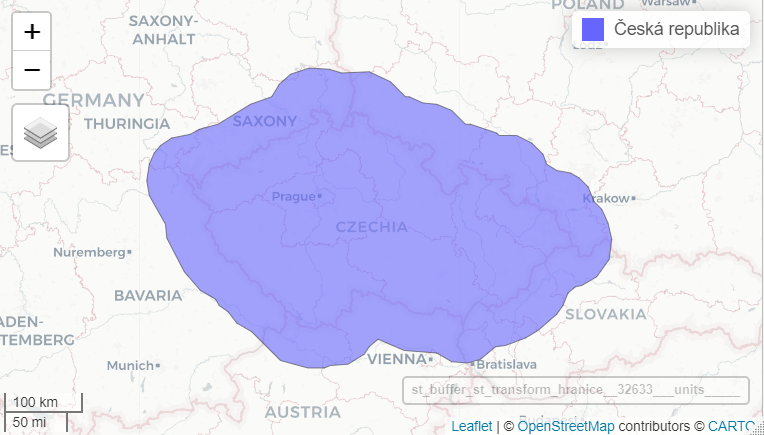 POLAND
Warsaw
+
Česká republika
SAXONY-
ANHALT
−
GERMANY
THURINGIA
SAXONY
Prague
Krakow
CZECHIA
Nuremberg
BAVARIA
SLOVAKIA
TEMBERG
VIENNA
Munich
Bratislava
st_buffer_st_transform_hranice__32633___units_____
100 km
50 mi
AUSTRIA
Leaflet | © OpenStreetMap contributors © CARTO